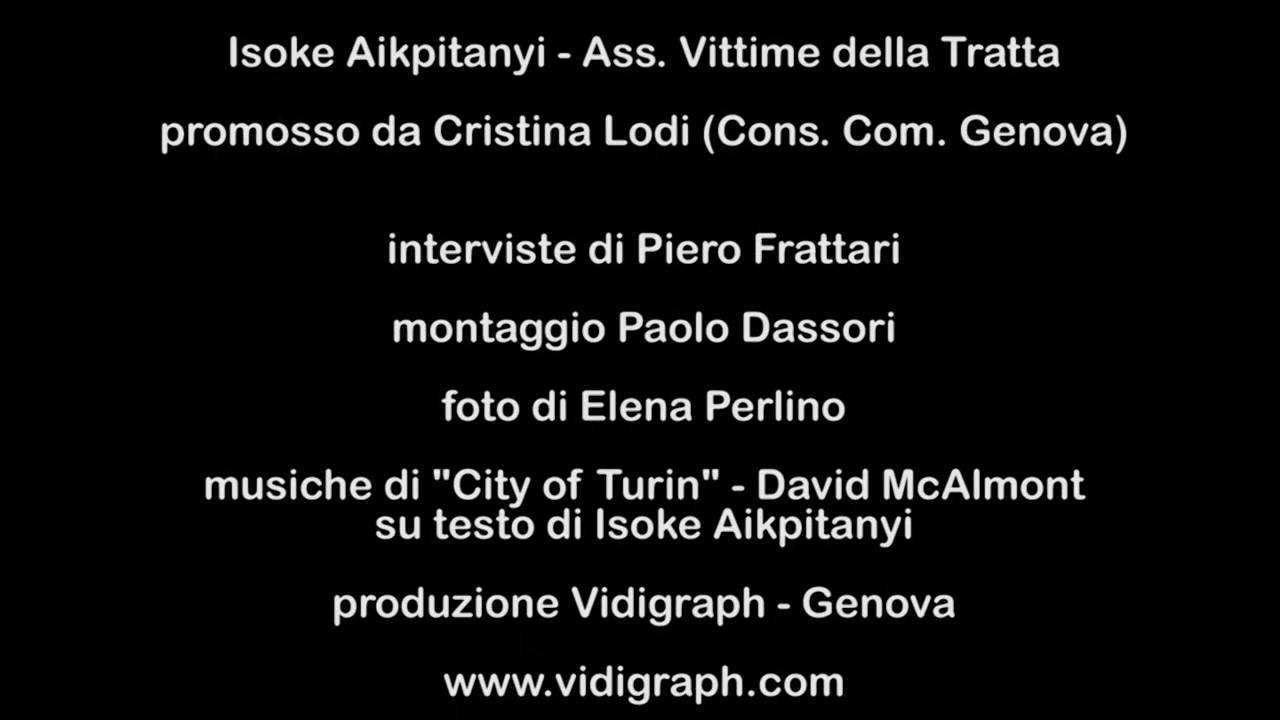 Isoke Aikpitanyi - Ass. Vittime della Tratta
promosso da Cristina Lodi (Cons. Com. Genova)
interviste di Piero Frattari
montaggio Paolo Dassori
foto di Elena Perlino
musiche di "City of Turin" - David McAlmont
su testo di Isoke Aikpitanyi
produzione Vidigraph - Genova
www.vidigraph.com